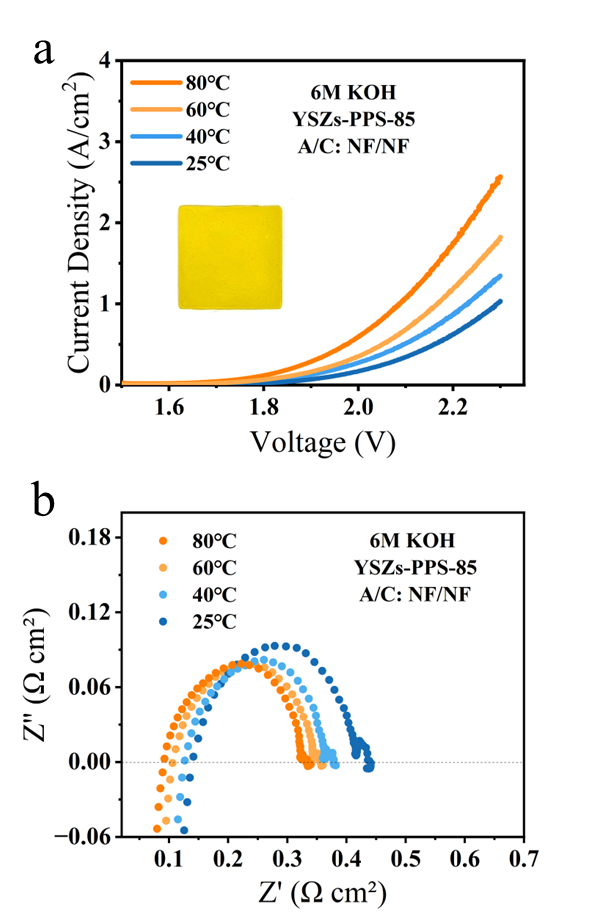 a
4
3
2
1
0
Current Density (A/cm²)
80℃
60℃
40℃
25℃
6M KOH
YSZs-PPS-85
A/C: NF/NF
1.6 1.8 2.0 2.2
Voltage (V)
b
0.18
0.12
0.06
0.00
−0.06
Z" (Ω cm²)
80℃
60℃
40℃
25℃
6M KOH
YSZs-PPS-85
A/C: NF/NF
0.1 0.2 0.3 0.4 0.5 0.6 0.7
Z' (Ω cm²)